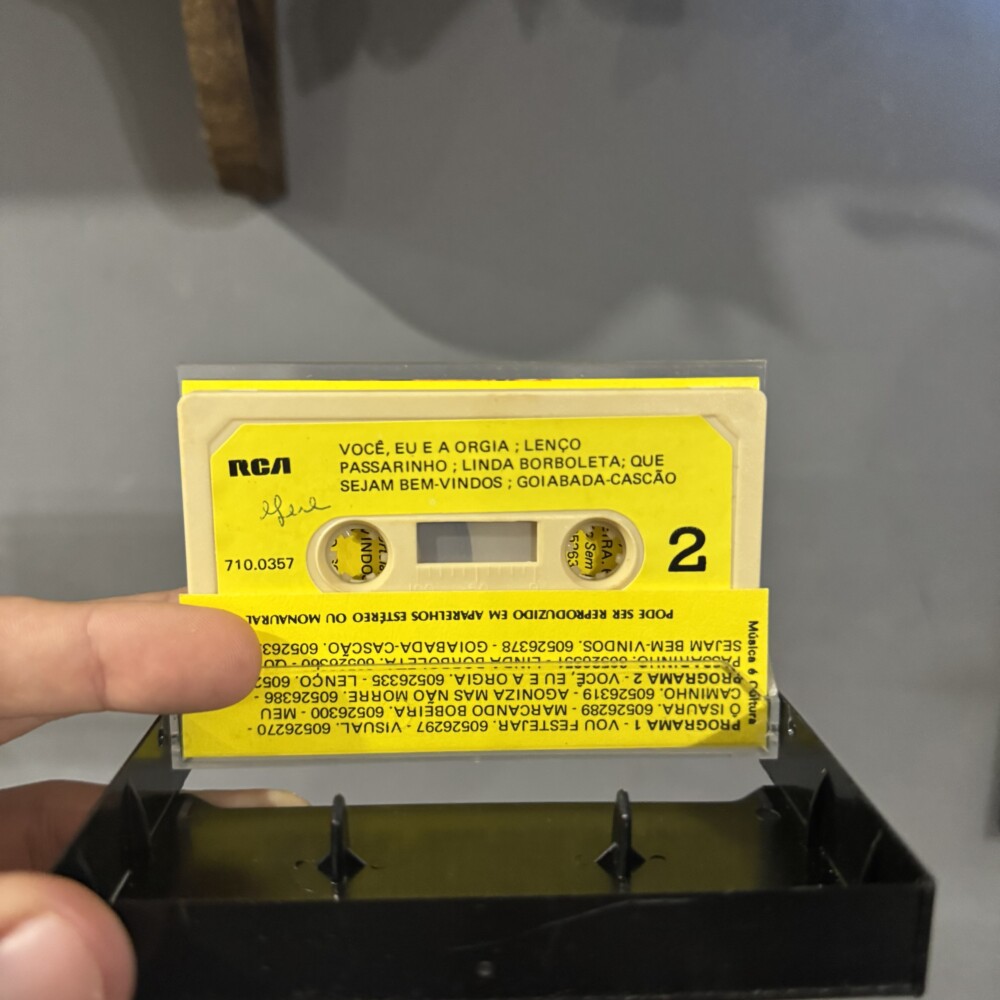 RCA
VOCÊ, EU E A ORGIA ; LENÇO
PASSARINHO ; LINDA BORBOLETA; QUE
SEJAM BEM-VINDOS ; GOIABADA-CASCÃO
710.0357
2
PROGRAMA 1 - VOU FESTEJAR. 60526297 - VISUAL. 60526270 -
Ô ISAURA. 60526289 - MARCANDO BOBEIRA. 60526300 - MEU
CAMINHO. 60526319 - AGONIZA MAS NÃO MORRE. 60526386 -
PROGRAMA 2 - VOCÊ, EU E A ORGIA. 60526335 - LENÇO.
PASSARINHO. LINDA BORBOLETA.
SEJAM BEM-VINDOS. 60526378 - GOIABADA-CASCÃO.
PODE SER REPRODUZIDO EM APARELHOS ESTÉREO OU MONAURAL
Música é Cultura